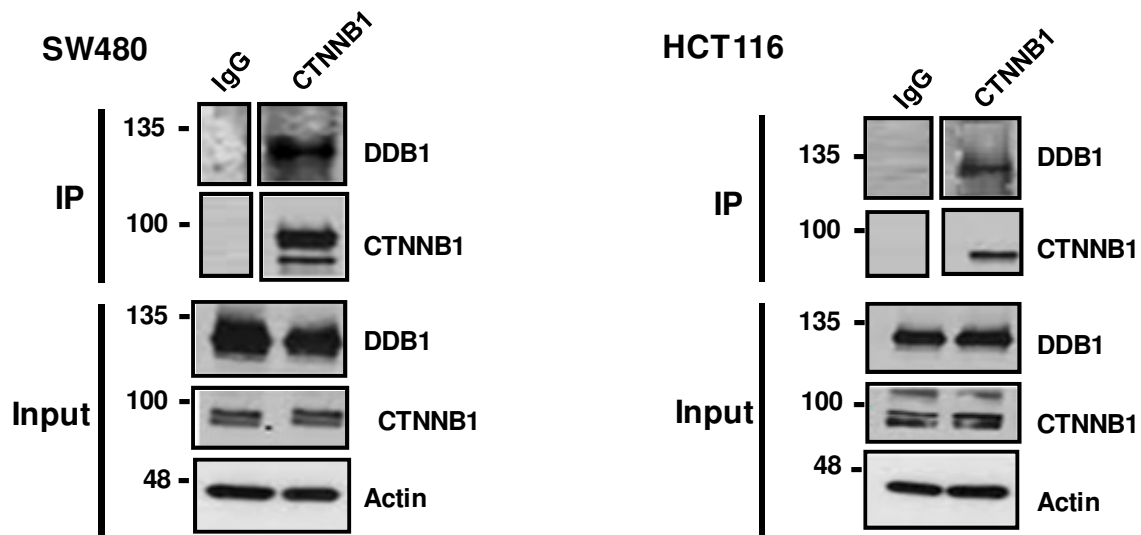 SW480
IgG
CTNNB1
IP
135
DDB1
100
CTNNB1
Input
135
DDB1
100
CTNNB1
48
Actin
HCT116
IgG
CTNNB1
IP
135
DDB1
100
CTNNB1
Input
135
DDB1
100
CTNNB1
48
Actin